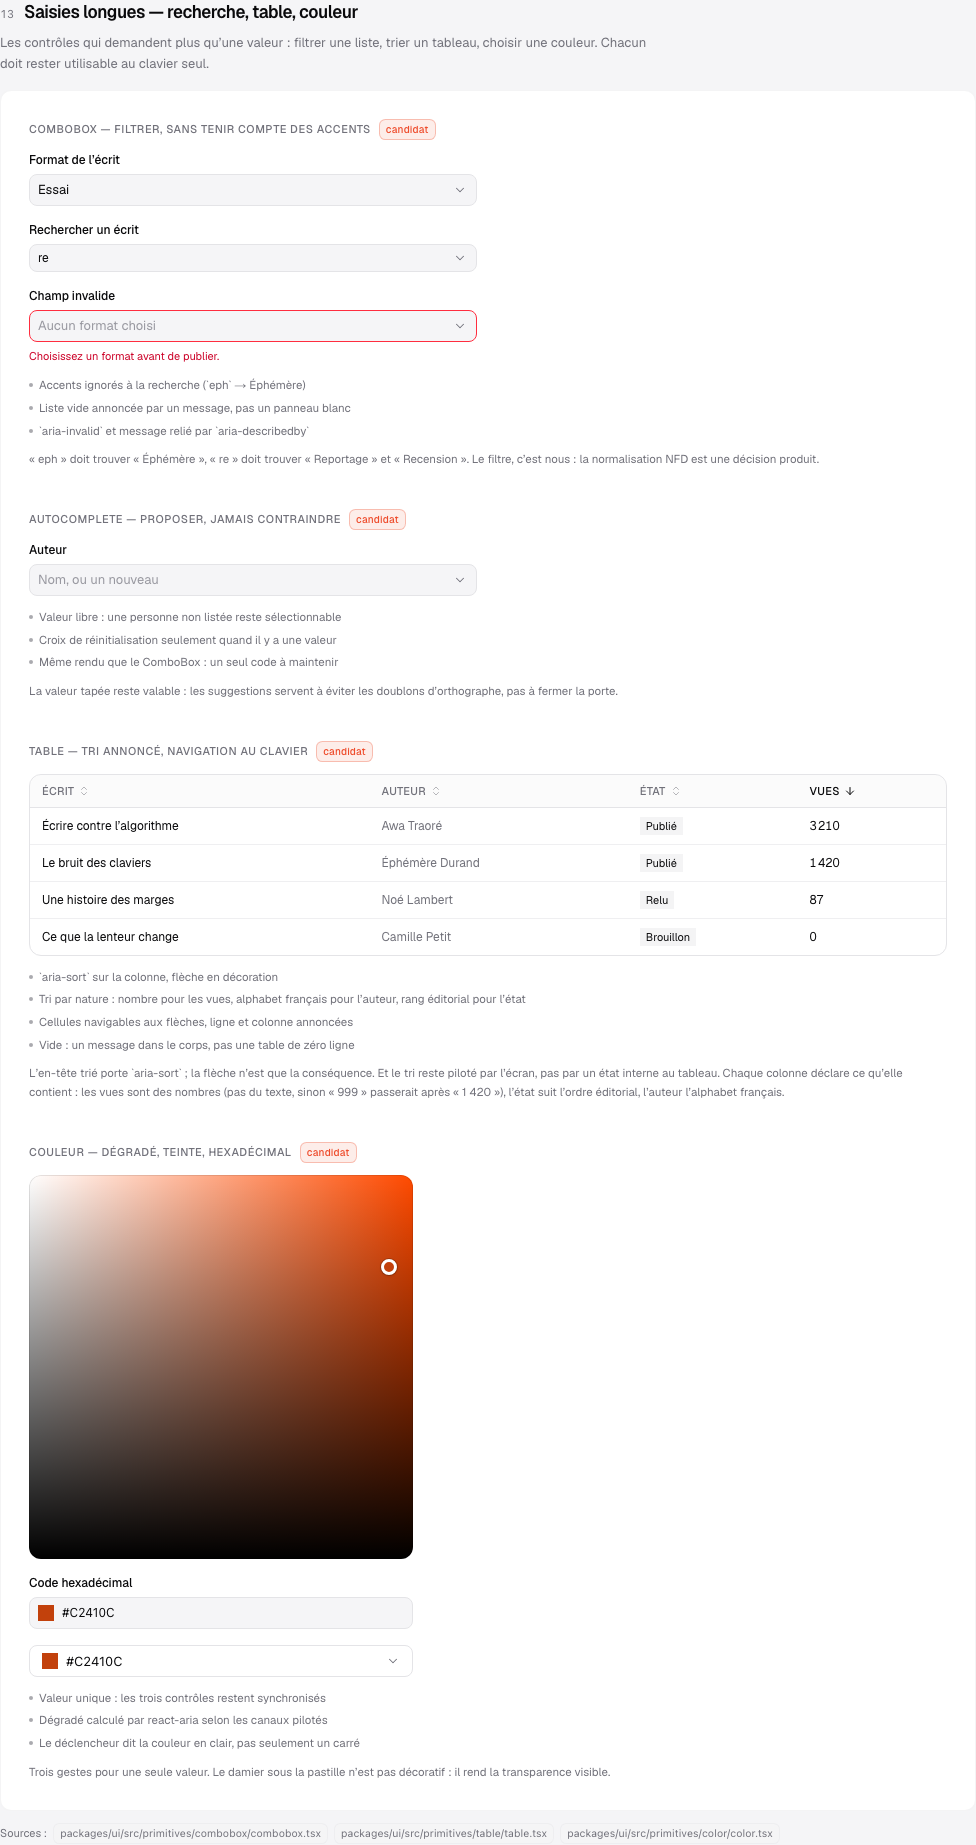 13 Saisies longues — recherche, table, couleur
Les contrôles qui demandent plus qu’une valeur : filtrer une liste, trier un tableau, choisir une couleur. Chacun
doit rester utilisable au clavier seul.
COMBOBOX — FILTRER, SANS TENIR COMPTE DES ACCENTS candidat
Format de l’écrit
Essai
Rechercher un écrit
re
Champ invalide
Aucun format choisi
Choisissez un format avant de publier.
Accents ignorés à la recherche (`eph` → Éphémère)
Liste vide annoncée par un message, pas un panneau blanc
`aria-invalid` et message relié par `aria-describedby`
« eph » doit trouver « Éphémère », « re » doit trouver « Reportage » et « Recension ». Le filtre, c’est nous : la normalisation NFD est une décision produit.
AUTOCOMPLETE — PROPOSER, JAMAIS CONTRAINDRE candidat
Auteur
Nom, ou un nouveau
Valeur libre : une personne non listée reste sélectionnable
Croix de réinitialisation seulement quand il y a une valeur
Même rendu que le ComboBox : un seul code à maintenir
La valeur tapée reste valable : les suggestions servent à éviter les doublons d’orthographe, pas à fermer la porte.
TABLE — TRI ANNONCÉ, NAVIGATION AU CLAVIER candidat
ÉCRIT AUTEUR ÉTAT VUES ↓
Écrire contre l’algorithme Awa Traoré Publié 3 210
Le bruit des claviers Éphémère Durand Publié 1 420
Une histoire des marges Noé Lambert Relu 87
Ce que la lenteur change Camille Petit Brouillon 0
`aria-sort` sur la colonne, flèche en décoration
Tri par nature : nombre pour les vues, alphabet français pour l’auteur, rang éditorial pour l’état
Cellules navigables aux flèches, ligne et colonne annoncées
Vide : un message dans le corps, pas une table de zéro ligne
L’en-tête trié porte `aria-sort` ; la flèche n’est que la conséquence. Et le tri reste piloté par l’écran, pas par un état interne au tableau. Chaque colonne déclare ce qu’elle
contient : les vues sont des nombres (pas du texte, sinon « 999 » passerait après « 1 420 »), l’état suit l’ordre éditorial, l’auteur l’alphabet français.
COULEUR — DÉGRADÉ, TEINTE, HEXADÉCIMAL candidat
Code hexadécimal
#C2410C
#C2410C
Valeur unique : les trois contrôles restent synchronisés
Dégradé calculé par react-aria selon les canaux pilotés
Le déclencheur dit la couleur en clair, pas seulement un carré
Trois gestes pour une seule valeur. Le damier sous la pastille n’est pas décoratif : il rend la transparence visible.
Sources : packages/ui/src/primitives/combobox/combobox.tsx packages/ui/src/primitives/table/table.tsx packages/ui/src/primitives/color/color.tsx